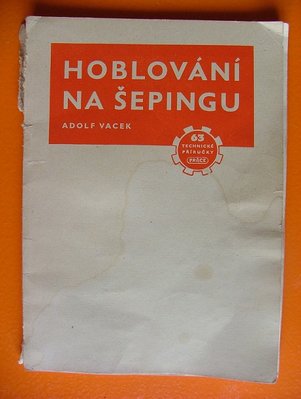 HOBLOVÁNÍ
NA ŠEPINGU
ADOLF VACEK
63
TECHNICKÉ
PŘÍRUČKY
PRÁCE